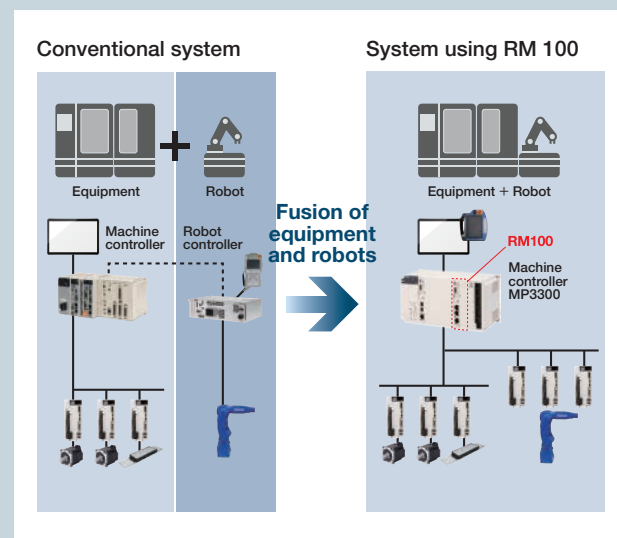 Conventional system
System using RM 100
Equipment
Robot
Equipment + Robot
Machine
controller
Robot
controller
Fusion of
equipment
and robots
RM100
Machine
controller
MP3300